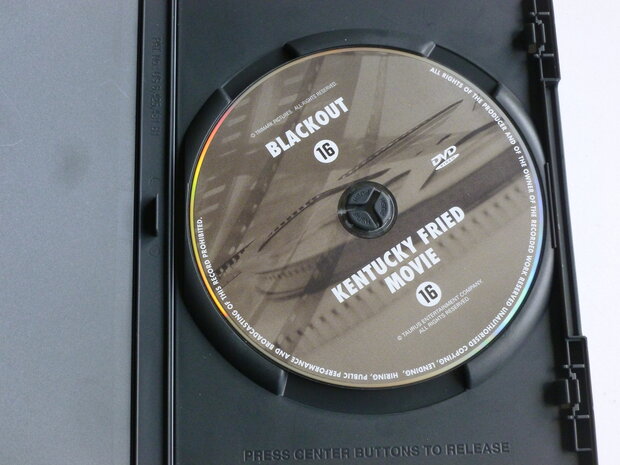 © TAIMARK PICTURES. ALL RIGHTS RESERVED
BLACKOUT
16
DVD
KENTUCKY FRIED
MOVIE
16
© TAURUS ENTERTAINMENT COMPANY.
ALL RIGHTS RESERVED
ALL RIGHTS OF THE PRODUCER AND OF THE OWNER OF THE RECORDED WORK RESERVED UNAUTHORISED COPYING, LENDING, HIRING, PUBLIC PERFORMANCE AND BROADCASTING OF THIS RECORD PROHIBITED.
PRESS CENTER BUTTONS TO RELEASE